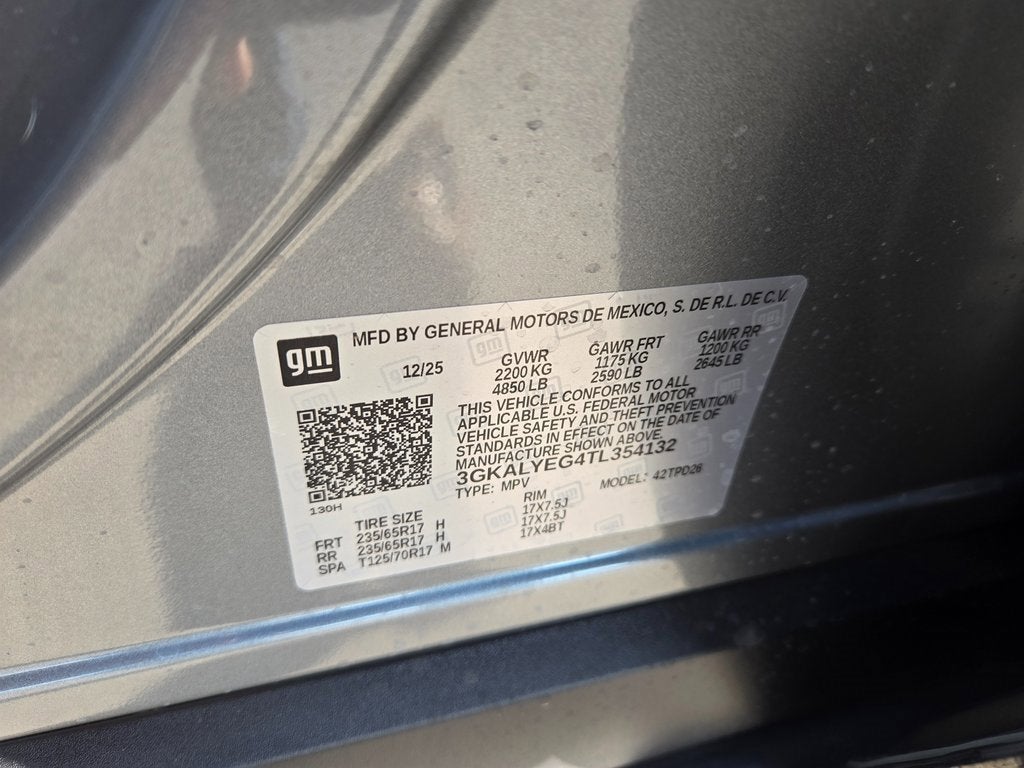 MFD BY GENERAL MOTORS DE MEXICO, S. DE R.L. DE C.V.
gm
12/25
GVWR GAWR FRT GAWR RR
2200 KG 1175 KG 1200 KG
4850 LB 2590 LB 2645 LB
THIS VEHICLE CONFORMS TO ALL
APPLICABLE U.S. FEDERAL MOTOR
VEHICLE SAFETY AND THEFT PREVENTION
STANDARDS IN EFFECT ON THE DATE OF
MANUFACTURE SHOWN ABOVE.
3GKALYEG4TL354132
TYPE: MPV MODEL: 42TPD26
130H
TIRE SIZE RIM
FRT 235/65R17 H 17X7.5J
RR 235/65R17 H 17X7.5J
SPA T125/70R17 M 17X4BT